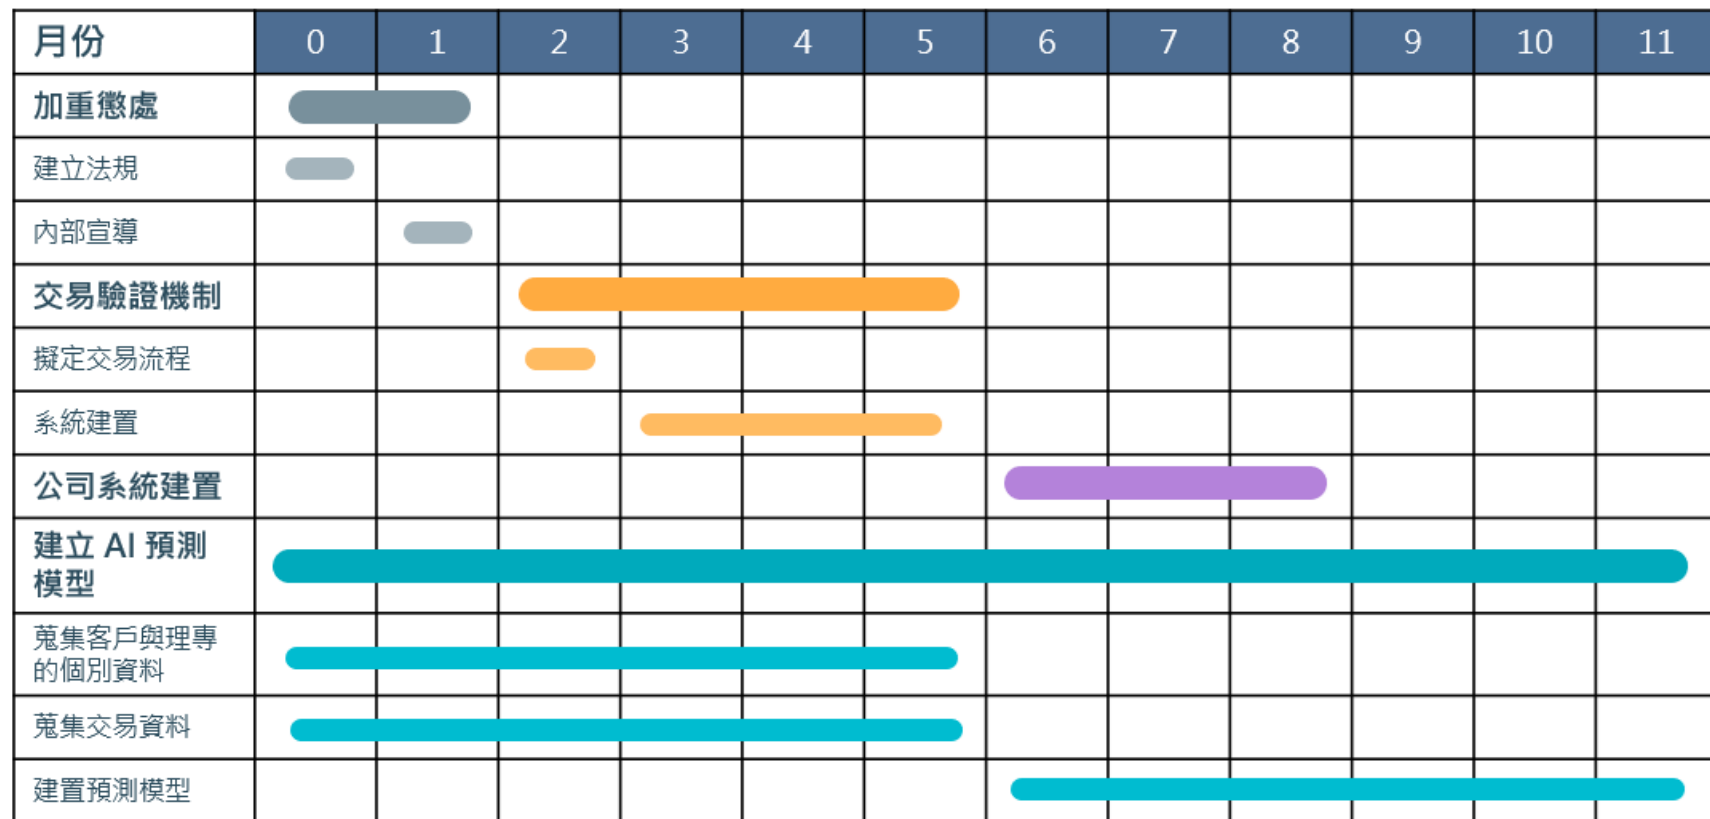 月份 0 1 2 3 4 5 6 7 8 9 10 11
加重懲處
建立法規
內部宣導
交易驗證機制
擬定交易流程
系統建置
公司系統建置
建立 AI 預測
模型
蒐集客戶與理專
的個別資料
蒐集交易資料
建置預測模型